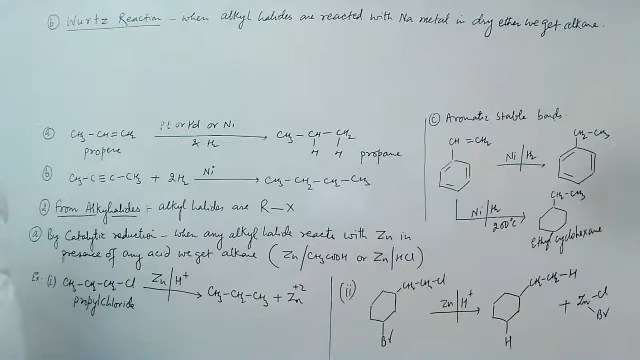 ⓑ Wurtz Reaction - when alkyl halides are reacted with Na metal in dry ether we get alkane.
ⓐ CH₃-CH=CH₂ Pt or Pd or Ni & H₂ → CH₃-CH-CH₂
H H
propene propane
ⓑ CH₃-C≡C-CH₃ + 2H₂ Ni → CH₃-CH₂-CH₂-CH₃
ⓒ Aromatic stable bonds
CH=CH₂ Ni/H₂ → CH₂-CH₃
Ni/H₂ 200°C → CH₂-CH₃
Ethyl cyclohexane
② From Alkylhalides :- alkyl halides are R-X
ⓐ By Catalytic reduction - when any alkyl halide reacts with Zn in
presence of any acid we get alkane (Zn/CH₃COOH or Zn/HCl)
Ex (i) CH₃-CH₂-CH₂-Cl Zn/H⁺ → CH₃-CH₂-CH₃ + Zn⁺²
propylchloride
(ii) CH₂-CH₂-Cl Zn/H⁺ → CH₂-CH₂-H + Zn-Cl
Br H Br